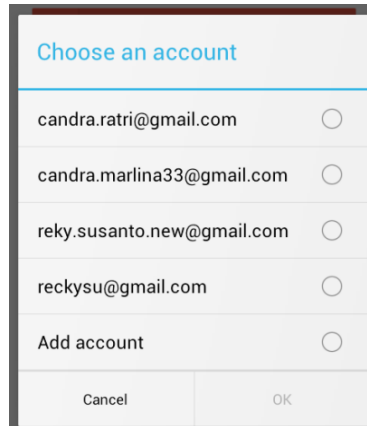 Choose an account
candra.ratri@gmail.com
candra.marlina33@gmail.com
reky.susanto.new@gmail.com
reckysu@gmail.com
Add account
Cancel
OK